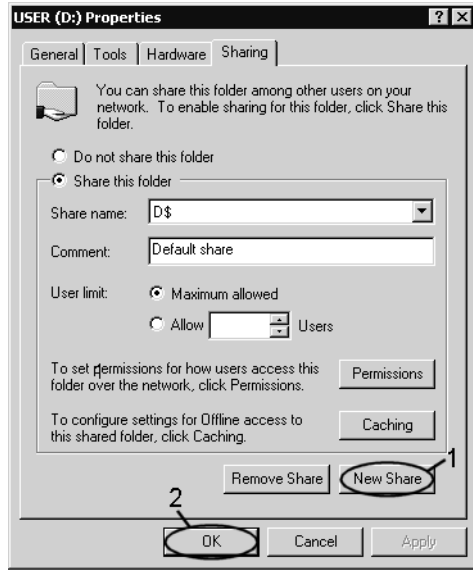 USER (D:) Properties
General Tools Hardware Sharing
You can share this folder among other users on your
network. To enable sharing for this folder, click Share this
folder.
Do not share this folder
Share this folder
Share name: D$
Comment: Default share
User limit: Maximum allowed
Allow Users
To set permissions for how users access this
folder over the network, click Permissions.
Permissions
To configure settings for Offline access to
this shared folder, click Caching.
Caching
1
Remove Share New Share
2
OK Cancel Apply